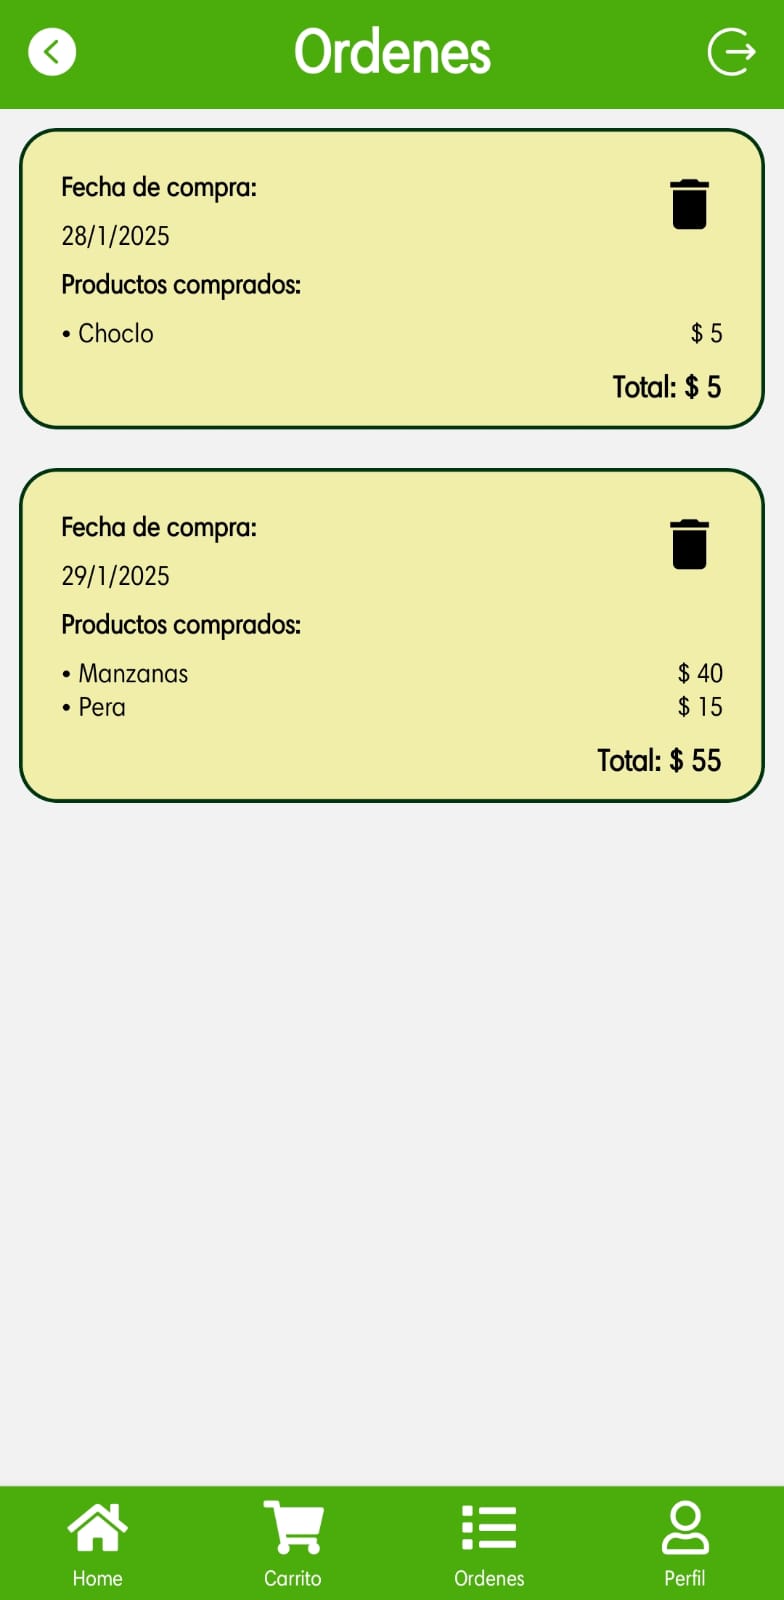 Ordenes
Fecha de compra:
28/1/2025
Productos comprados:
• Choclo $ 5
Total: $ 5
Fecha de compra:
29/1/2025
Productos comprados:
• Manzanas $ 40
• Pera $ 15
Total: $ 55
Home Carrito Ordenes Perfil